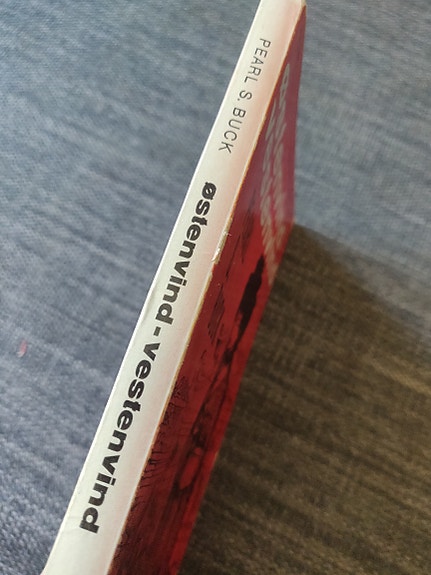 PEARL S. BUCK
østenvind - vestenvind